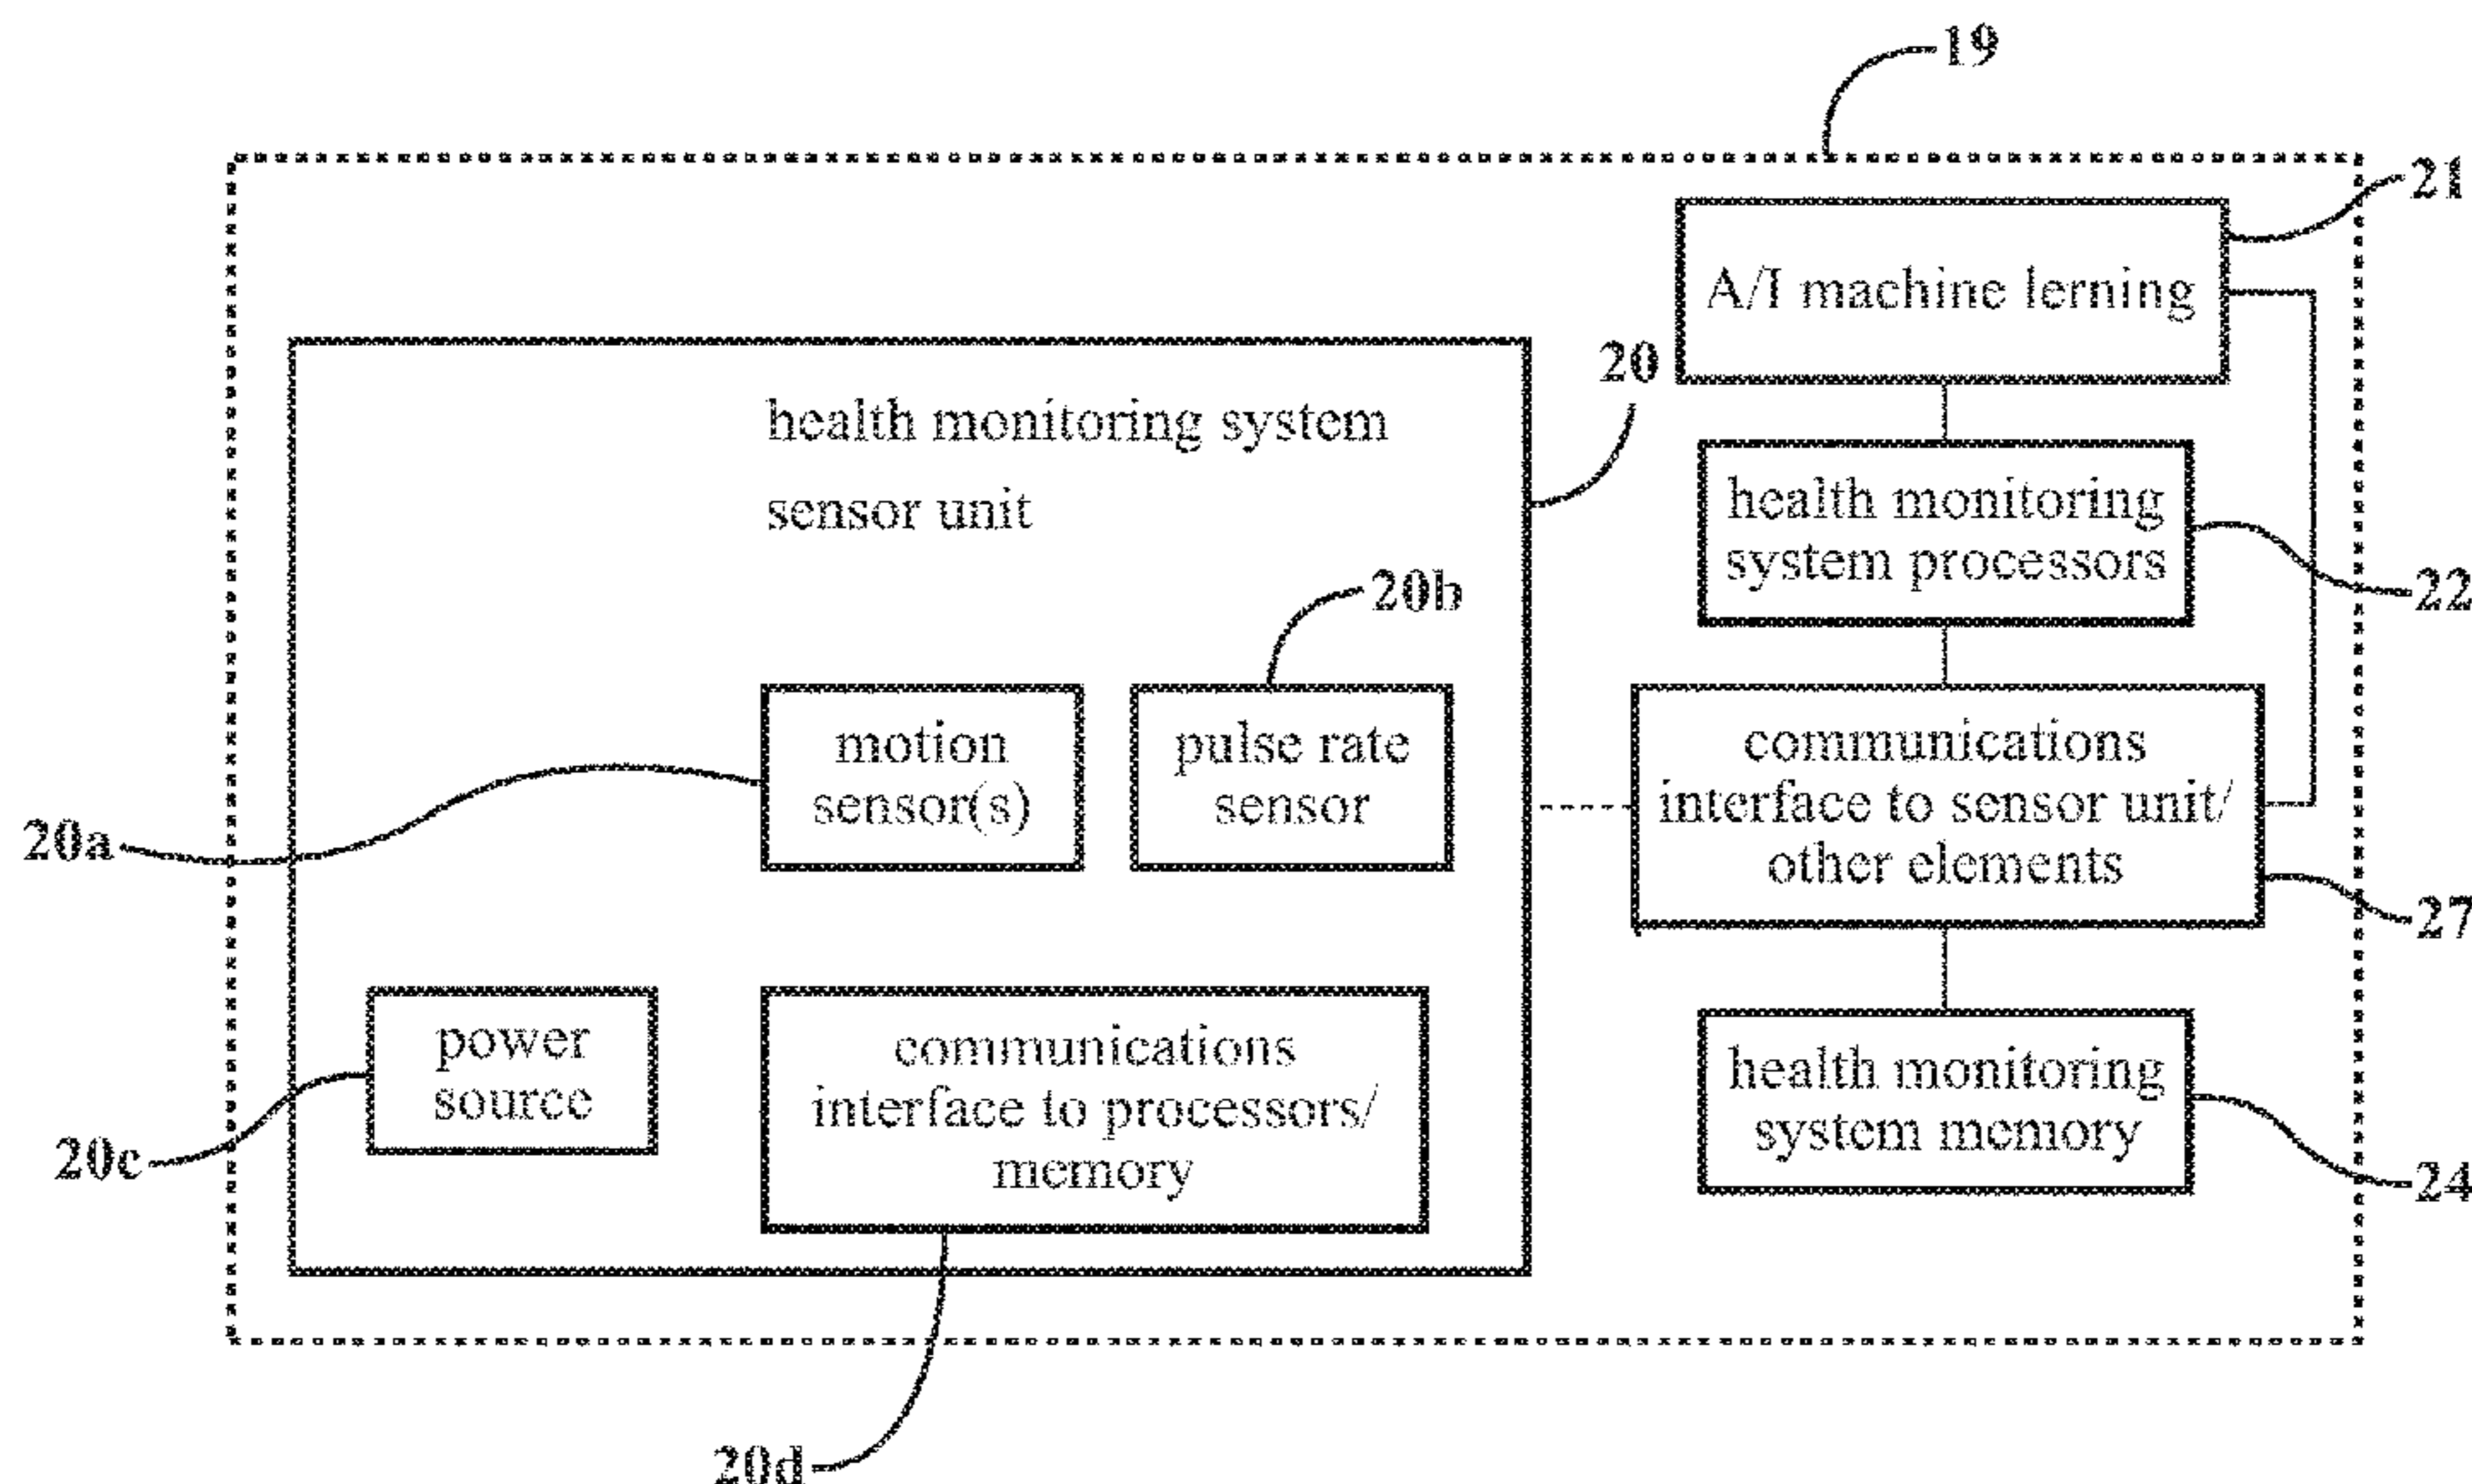 19
21
A/I machine lerning
20
health monitoring system
sensor unit
health monitoring
system processors
22
20b
motion
sensor(s)
pulse rate
sensor
communications
interface to sensor unit/
other elements
20a
27
power
source
communications
interface to processors/
memory
health monitoring
system memory
20c
24
20d